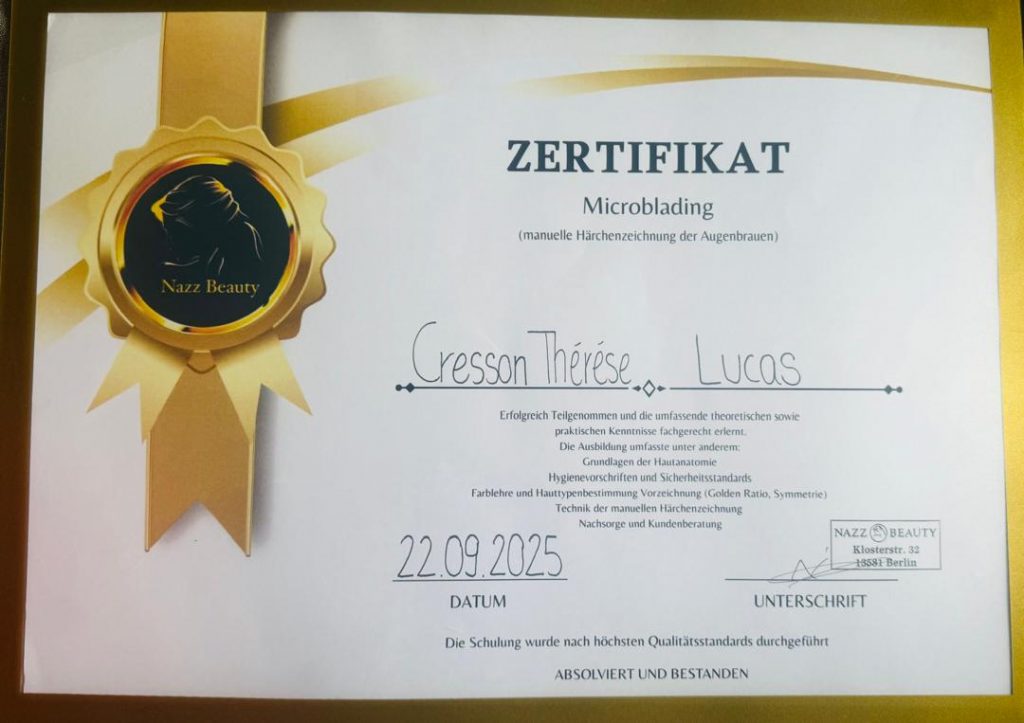 ZERTIFIKAT
Microblading
(manuelle Härchenzeichnung der Augenbrauen)
Nazz Beauty
Cresson Thérése Lucas
Erfolgreich Teilgenommen und die umfassende theoretischen sowie
praktischen Kenntnisse fachgerecht erlernt.
Die Ausbildung umfasste unter anderem:
Grundlagen der Hautanatomie
Hygienevorschriften und Sicherheitsstandards
Farblehre und Hauttypenbestimmung Vorzeichnung (Golden Ratio, Symmetrie)
Technik der manuellen Härchenzeichnung
Nachsorge und Kundenberatung
NAZZ BEAUTY
Klosterstr. 32
13581 Berlin
22.09.2025
DATUM
UNTERSCHRIFT
Die Schulung wurde nach höchsten Qualitätsstandards durchgeführt
ABSOLVIERT UND BESTANDEN